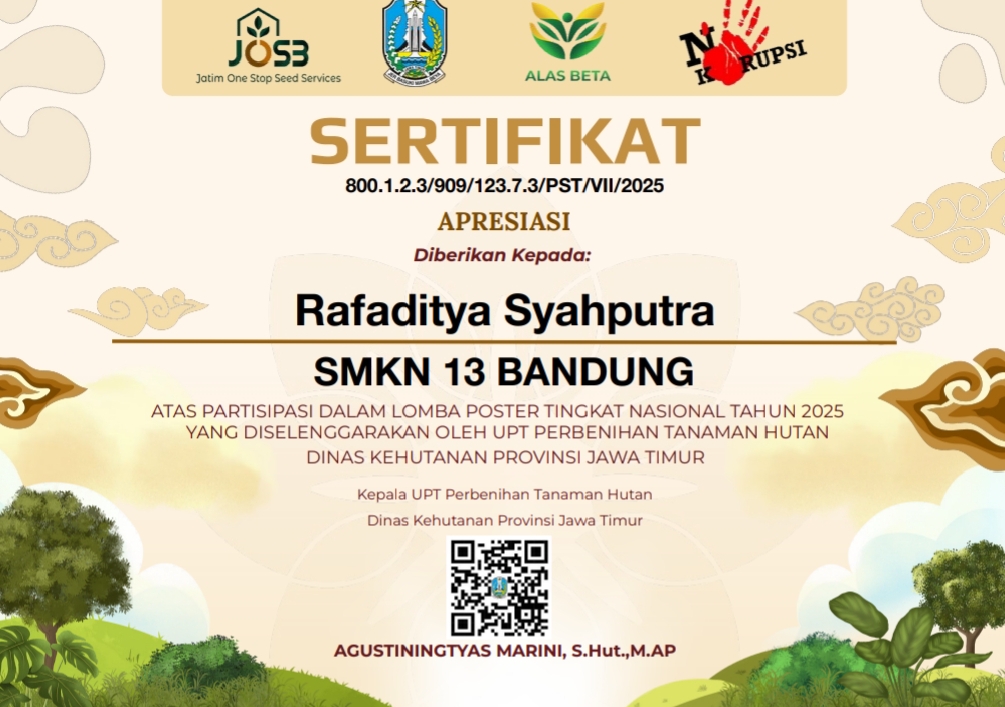 JOSB
Jatim One Stop Seed Services
ALAS BETA
NO
KORUPSI
SERTIFIKAT
800.1.2.3/909/123.7.3/PST/VII/2025
APRESIASI
Diberikan Kepada:
Rafaditya Syahputra
SMKN 13 BANDUNG
ATAS PARTISIPASI DALAM LOMBA POSTER TINGKAT NASIONAL TAHUN 2025
YANG DISELENGGARAKAN OLEH UPT PERBENIHAN TANAMAN HUTAN
DINAS KEHUTANAN PROVINSI JAWA TIMUR
Kepala UPT Perbenihan Tanaman Hutan
Dinas Kehutanan Provinsi Jawa Timur
AGUSTININGTYAS MARINI, S.Hut.,M.AP